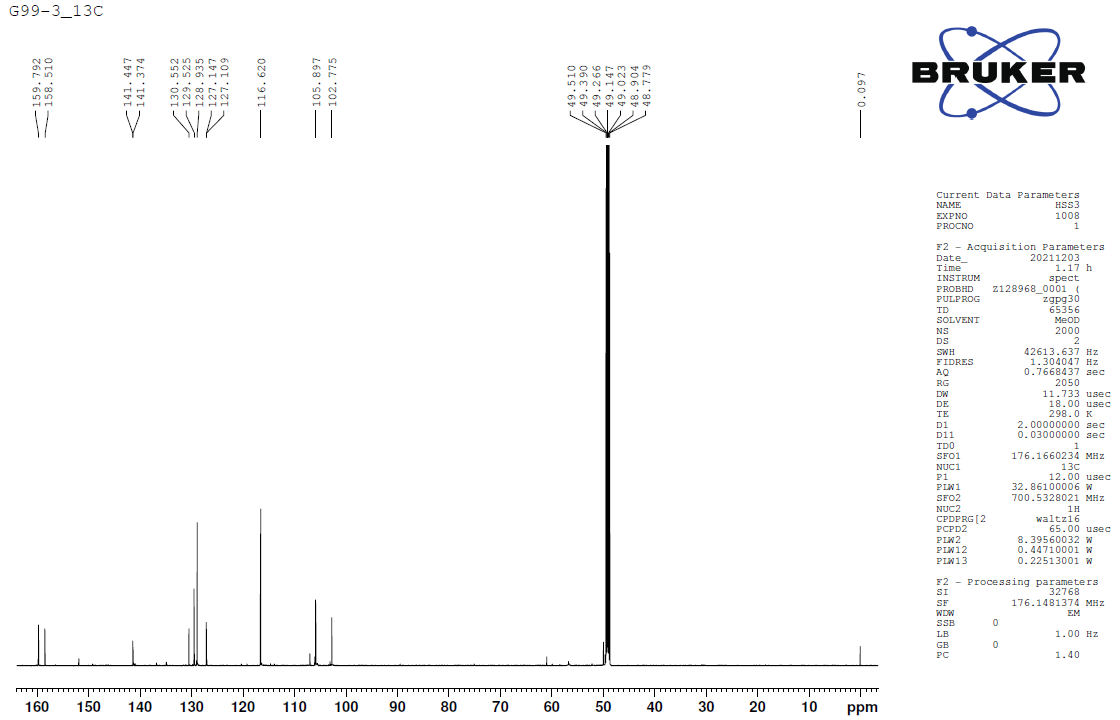 G99-3_13C
159.792
158.510
141.447
141.374
130.552
129.525
128.935
127.147
127.109
116.620
105.897
102.775
49.510
49.390
49.266
49.147
49.023
48.904
48.779
0.097
BRUKER
Current Data Parameters
NAME HSS3
EXPNO 1008
PROCNO 1
F2 - Acquisition Parameters
Date_ 20211203
Time 1.17 h
INSTRUM spect
PROBHD Z128968_0001 (
PULPROG zgpg30
TD 65356
SOLVENT MeOD
NS 2000
DS 2
SWH 42613.637 Hz
FIDRES 1.304047 Hz
AQ 0.7668437 sec
RG 2050
DW 11.733 usec
DE 18.00 usec
TE 298.0 K
D1 2.00000000 sec
D11 0.03000000 sec
TD0 1
SFO1 176.1660234 MHz
NUC1 13C
P1 12.00 usec
PLW1 32.86100006 W
SFO2 700.5328021 MHz
NUC2 1H
CPDPRG[2 waltz16
PCPD2 65.00 usec
PLW2 8.39560032 W
PLW12 0.44710001 W
PLW13 0.22513001 W
F2 - Processing parameters
SI 32768
SF 176.1481374 MHz
WDW EM
SSB 0
LB 1.00 Hz
GB 0
PC 1.40
160 150 140 130 120 110 100 90 80 70 60 50 40 30 20 10 ppm